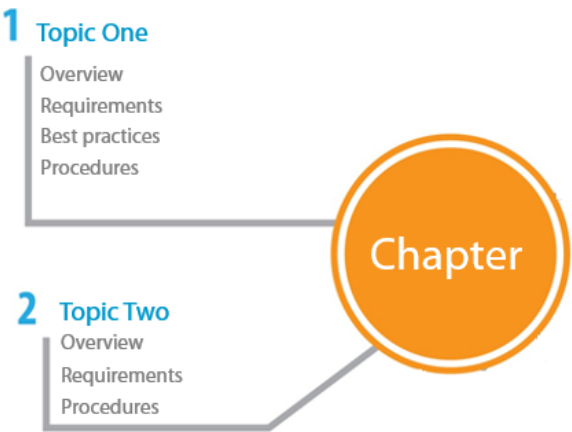 1 Topic One
Overview
Requirements
Best practices
Procedures
Chapter
2 Topic Two
Overview
Requirements
Procedures